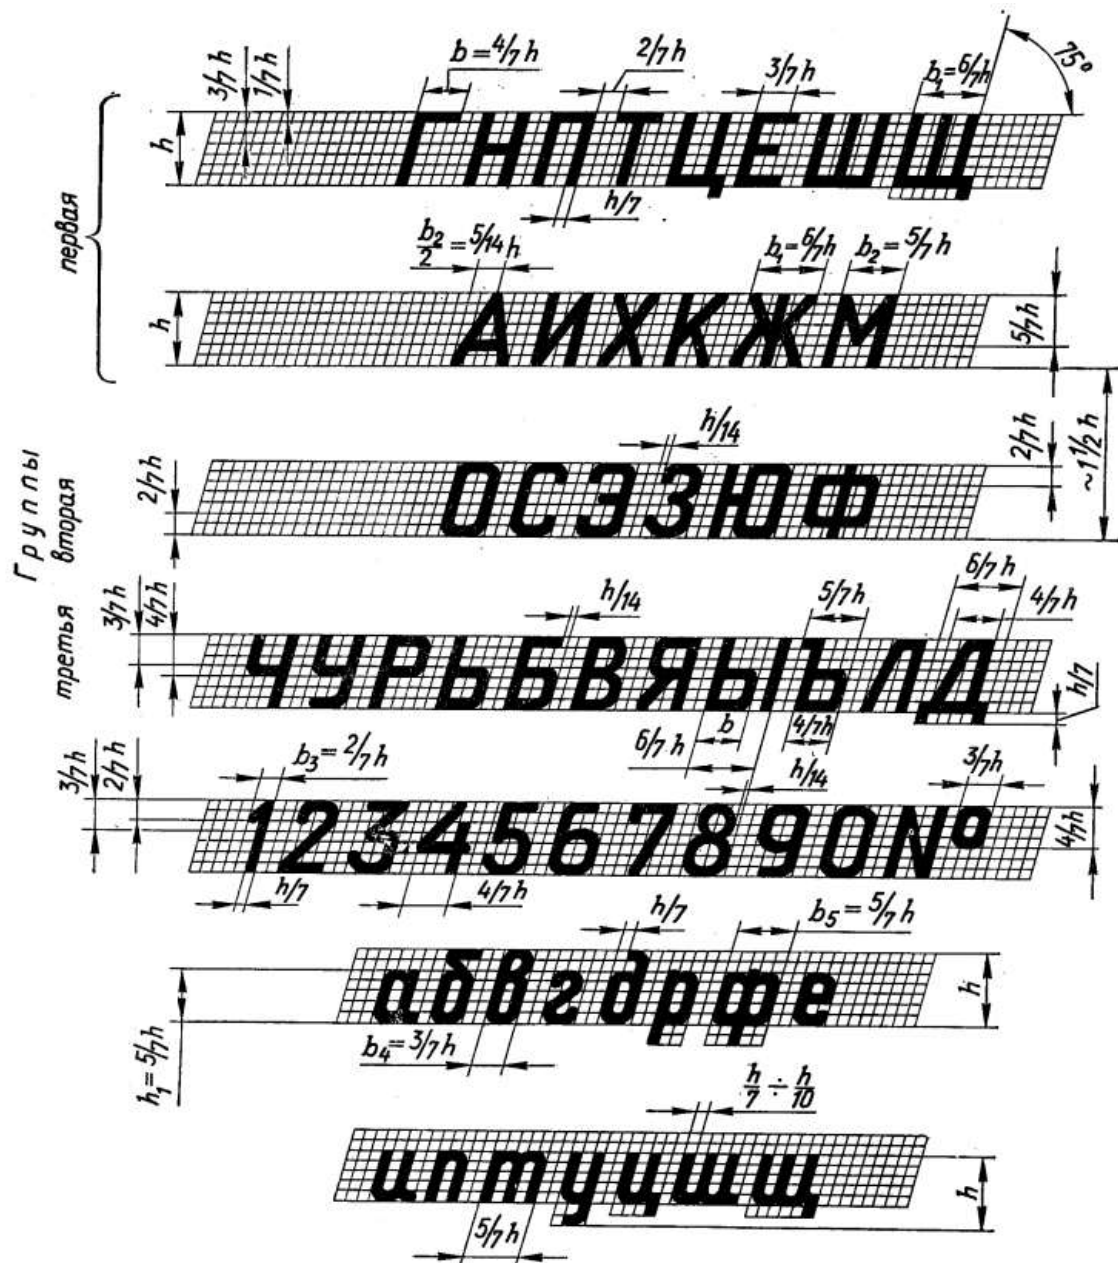 3/7 h 1/7 h b = 4/7 h 2/7 h 3/7 h b₁ = 6/7 h 75°
h ГНПТЦЕШЩ
h/7
первая
b₂/2 = 5/14 h b₁ = 6/7 h b₂ = 5/7 h
h АИХКЖМ 5/7 h
Группы
вторая
h/14
2/7 h ОСЭЗЮФ 2/7 h ~1 1/2 h
третья
3/7 h 4/7 h h/14 5/7 h 6/7 h 4/7 h
ЧУРЬБВЯЫЪЛД h/7
6/7 h b 4/7 h
3/7 h 2/7 h b₃ = 2/7 h h/14 3/7 h
1234567890№ 4/7 h
h/7 4/7 h h/7 b₅ = 5/7 h
абвгдрфе h
h₁ = 5/7 h b₄ = 3/7 h
h/7 ÷ h/10
иптуцшщ h
5/7 h